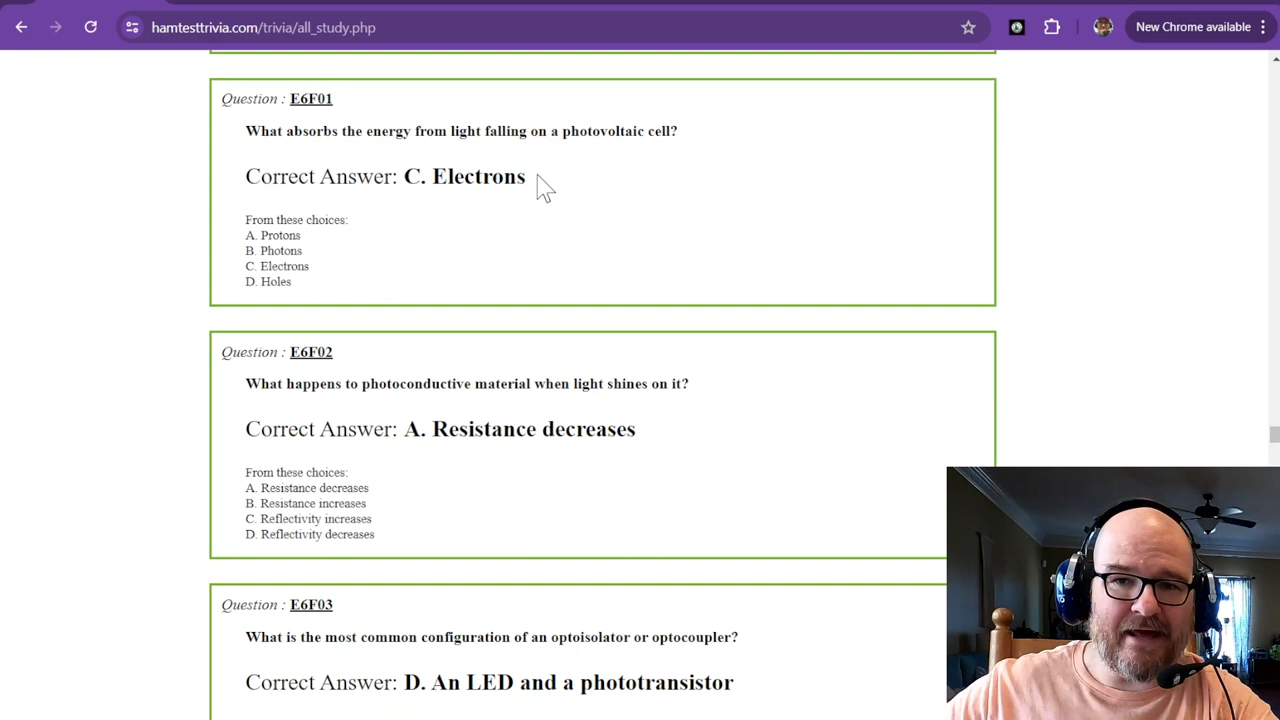 hamtesttrivia.com/trivia/all_study.php
New Chrome available
Question : E6F01
What absorbs the energy from light falling on a photovoltaic cell?
Correct Answer: C. Electrons
From these choices:
A. Protons
B. Photons
C. Electrons
D. Holes
Question : E6F02
What happens to photoconductive material when light shines on it?
Correct Answer: A. Resistance decreases
From these choices:
A. Resistance decreases
B. Resistance increases
C. Reflectivity increases
D. Reflectivity decreases
Question : E6F03
What is the most common configuration of an optoisolator or optocoupler?
Correct Answer: D. An LED and a phototransistor